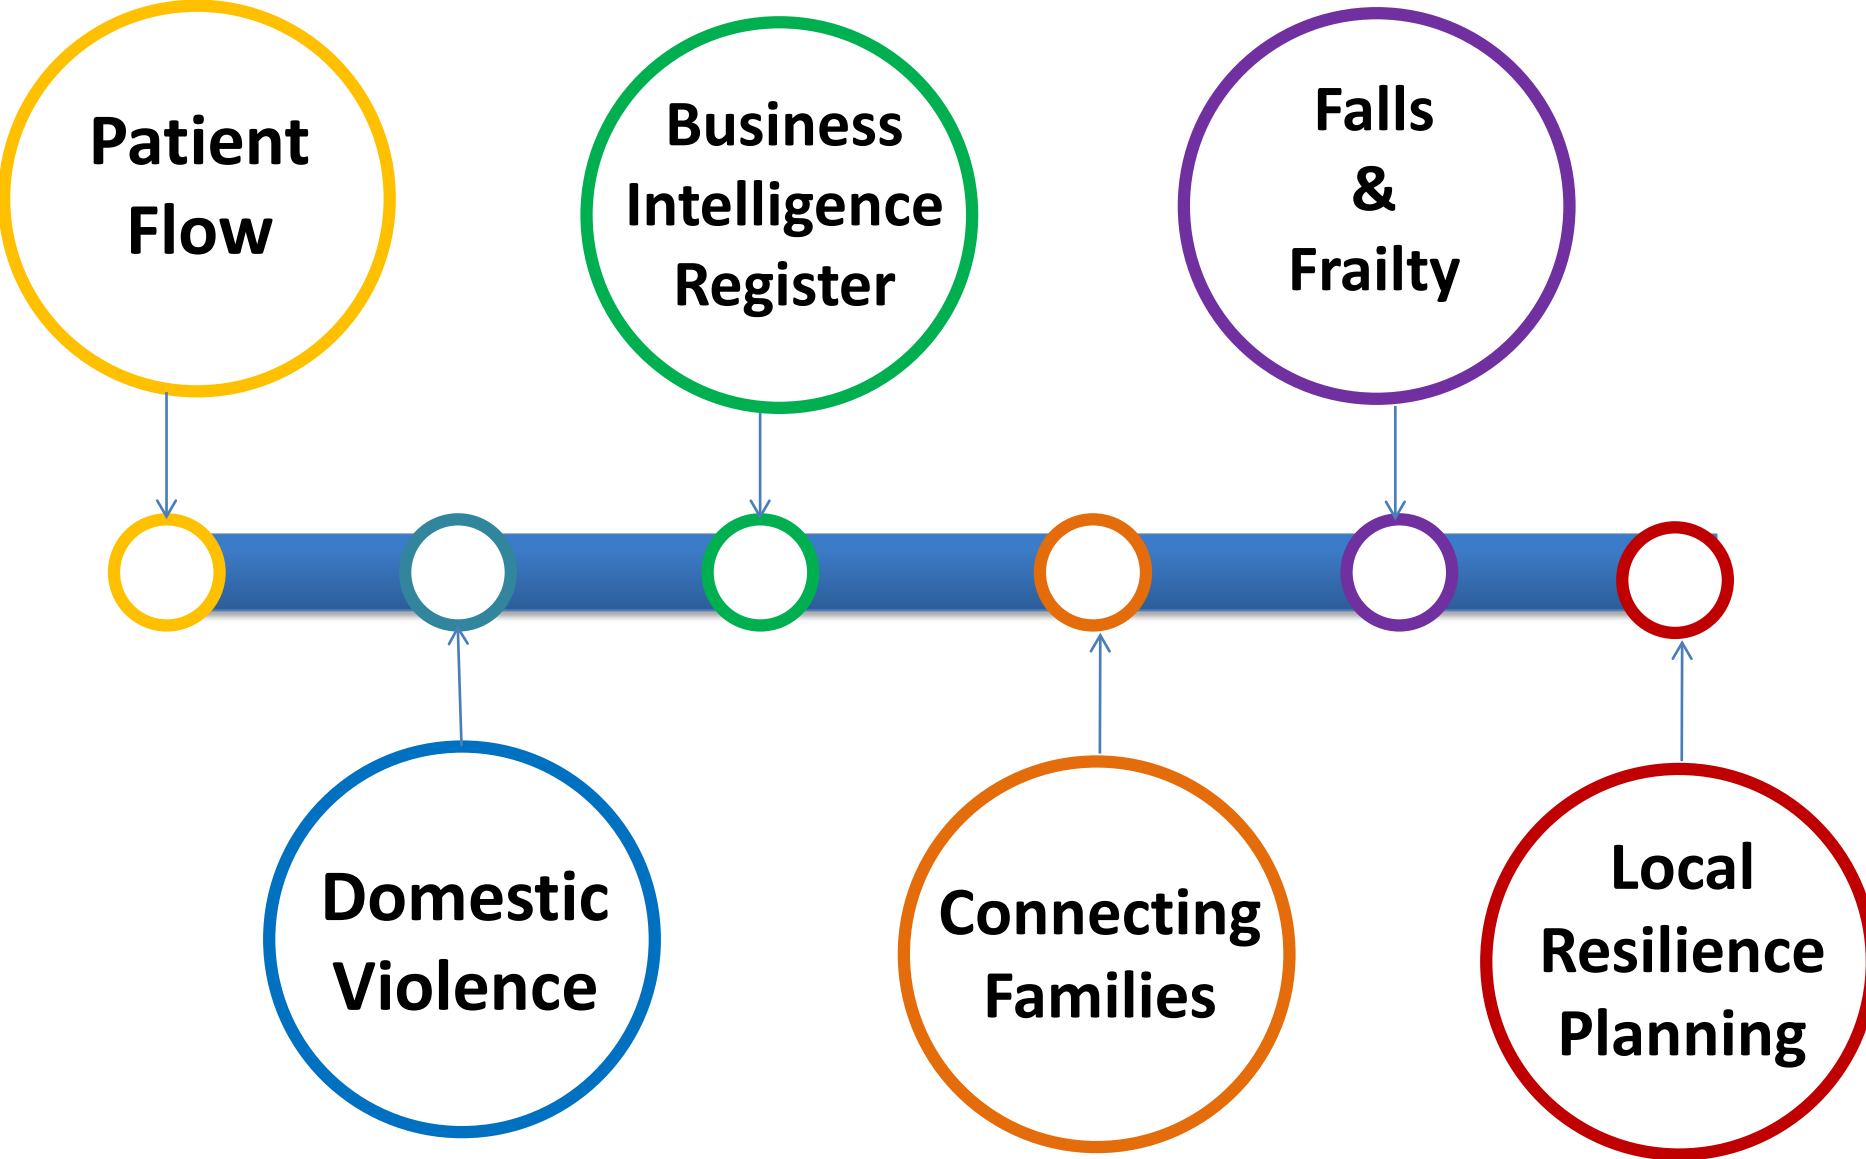 Patient
Flow
Business
Intelligence
Register
Falls
&
Frailty
Domestic
Violence
Connecting
Families
Local
Resilience
Planning